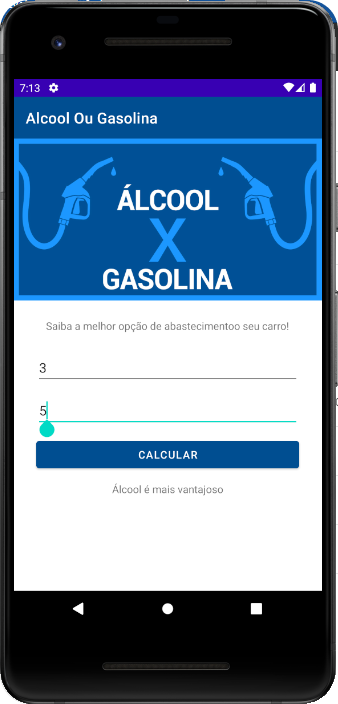 7:13
Alcool Ou Gasolina
ÁLCOOL
X
GASOLINA
Saiba a melhor opção de abastecimentoo seu carro!
3
5
CALCULAR
Álcool é mais vantajoso